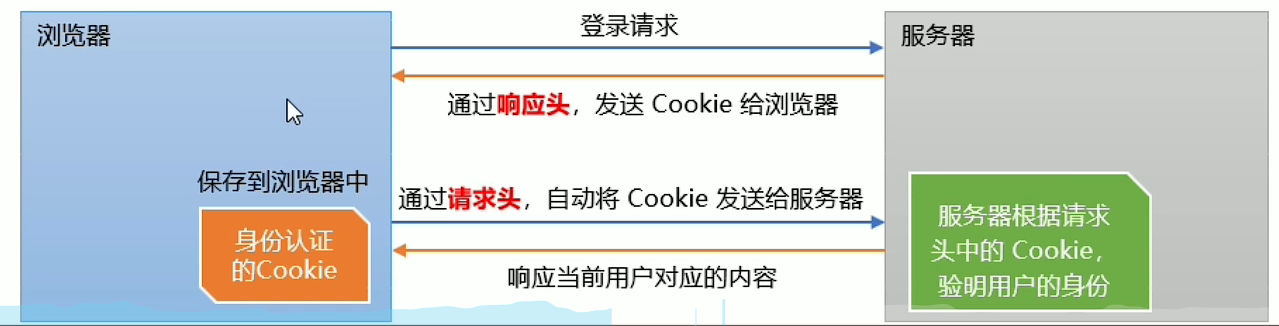 浏览器
登录请求
服务器
通过响应头，发送 Cookie 给浏览器
保存到浏览器中
通过请求头，自动将 Cookie 发送给服务器
身份认证
的Cookie
服务器根据请求
头中的 Cookie，
验明用户的身份
响应当前用户对应的内容